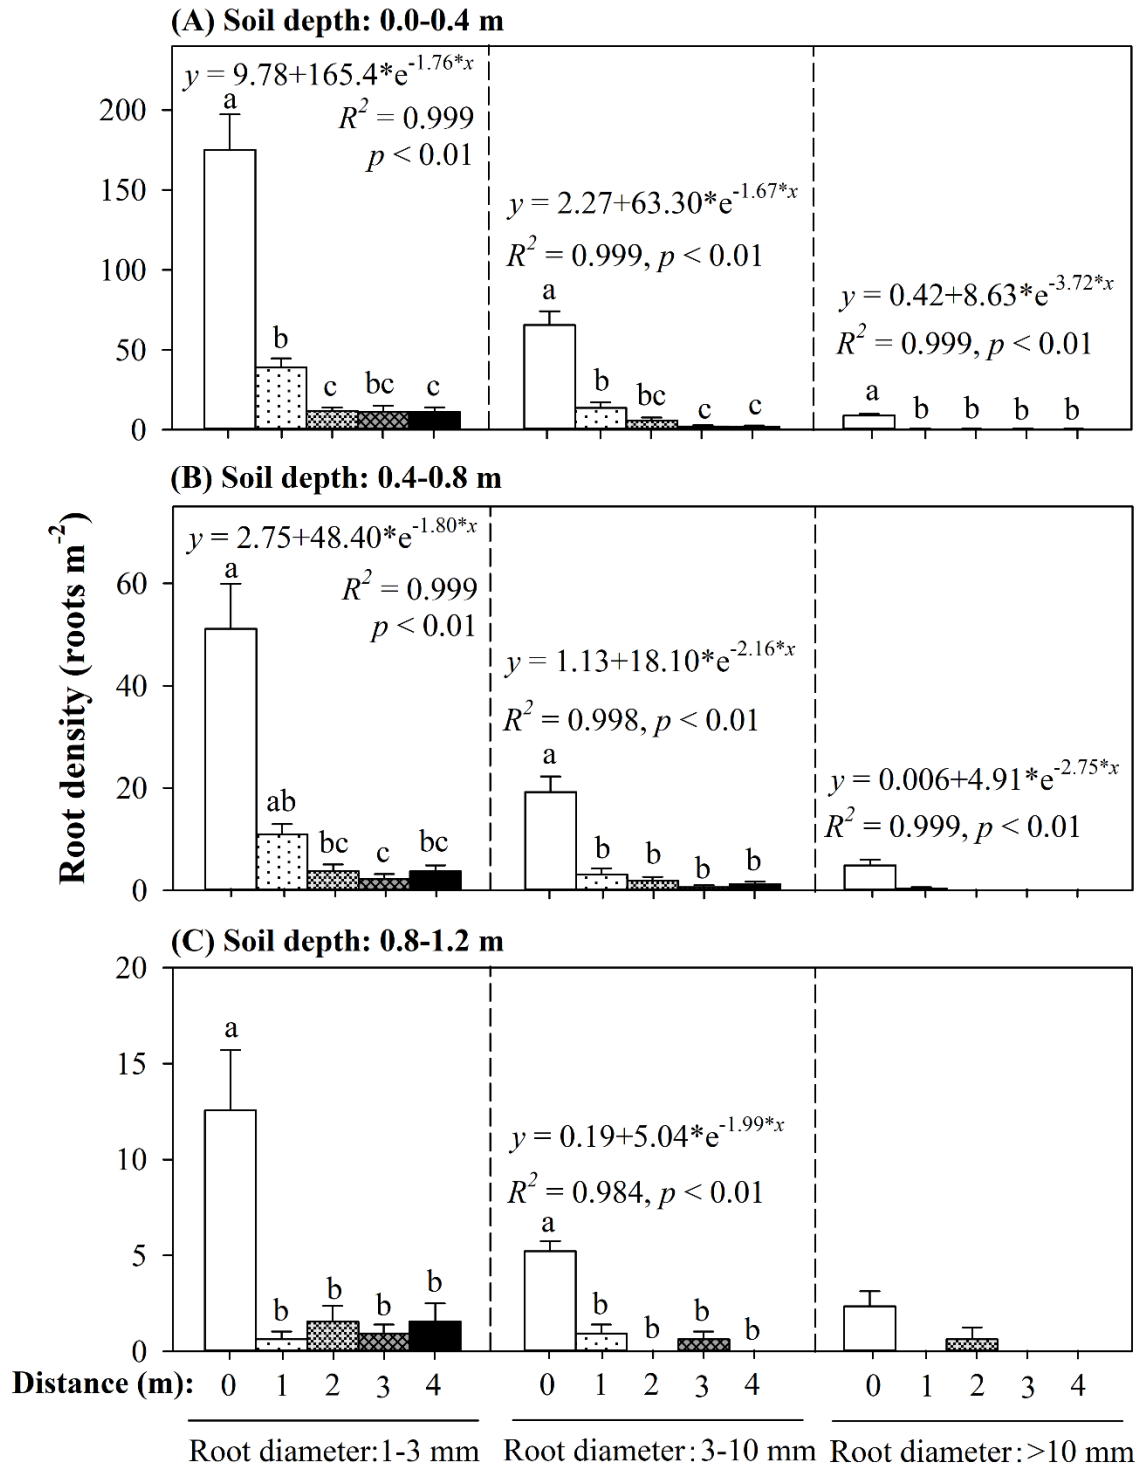 (A) Soil depth: 0.0-0.4 m
y = 9.78+165.4*e^-1.76*x
R^2 = 0.999
p < 0.01
y = 2.27+63.30*e^-1.67*x
R^2 = 0.999, p < 0.01
y = 0.42+8.63*e^-3.72*x
R^2 = 0.999, p < 0.01
200
150
100
50
0
a b c bc c
a b bc c c
a b b b b
(B) Soil depth: 0.4-0.8 m
y = 2.75+48.40*e^-1.80*x
R^2 = 0.999
p < 0.01
y = 1.13+18.10*e^-2.16*x
R^2 = 0.998, p < 0.01
y = 0.006+4.91*e^-2.75*x
R^2 = 0.999, p < 0.01
Root density (roots m^-2)
60
40
20
0
a ab bc c bc
a b b b b
(C) Soil depth: 0.8-1.2 m
y = 0.19+5.04*e^-1.99*x
R^2 = 0.984, p < 0.01
20
15
10
5
0
a b b b b
a b b b b
Distance (m): 0 1 2 3 4 0 1 2 3 4 0 1 2 3 4
Root diameter:1-3 mm Root diameter:3-10 mm Root diameter:>10 mm